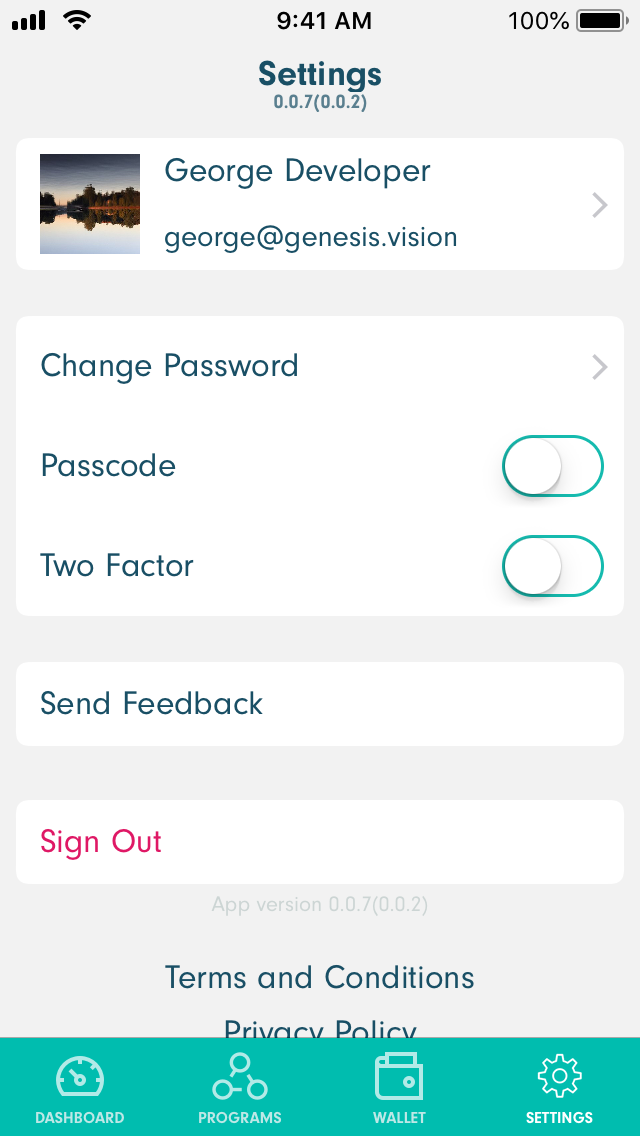 9:41 AM 100%
Settings
0.0.7(0.0.2)
George Developer
george@genesis.vision
Change Password
Passcode
Two Factor
Send Feedback
Sign Out
App version 0.0.7(0.0.2)
Terms and Conditions
Privacy Policy
DASHBOARD PROGRAMS WALLET SETTINGS